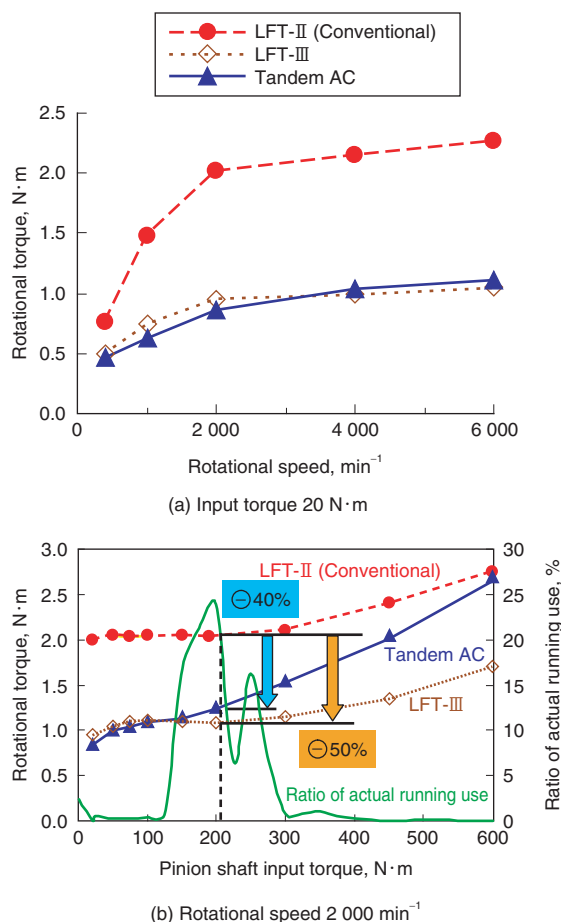 LFT-Ⅱ (Conventional)
LFT-Ⅲ
Tandem AC
Rotational torque, N·m
2.5
2.0
1.5
1.0
0.5
0.0
0
2 000
4 000
6 000
Rotational speed, min⁻¹
(a) Input torque 20 N·m
Rotational torque, N·m
3.0
2.5
2.0
1.5
1.0
0.5
0.0
LFT-Ⅱ (Conventional)
⊖40%
Tandem AC
LFT-Ⅲ
⊖50%
Ratio of actual running use
30
25
20
15
10
5
0
Ratio of actual running use, %
0
100
200
300
400
500
600
Pinion shaft input torque, N·m
(b) Rotational speed 2 000 min⁻¹